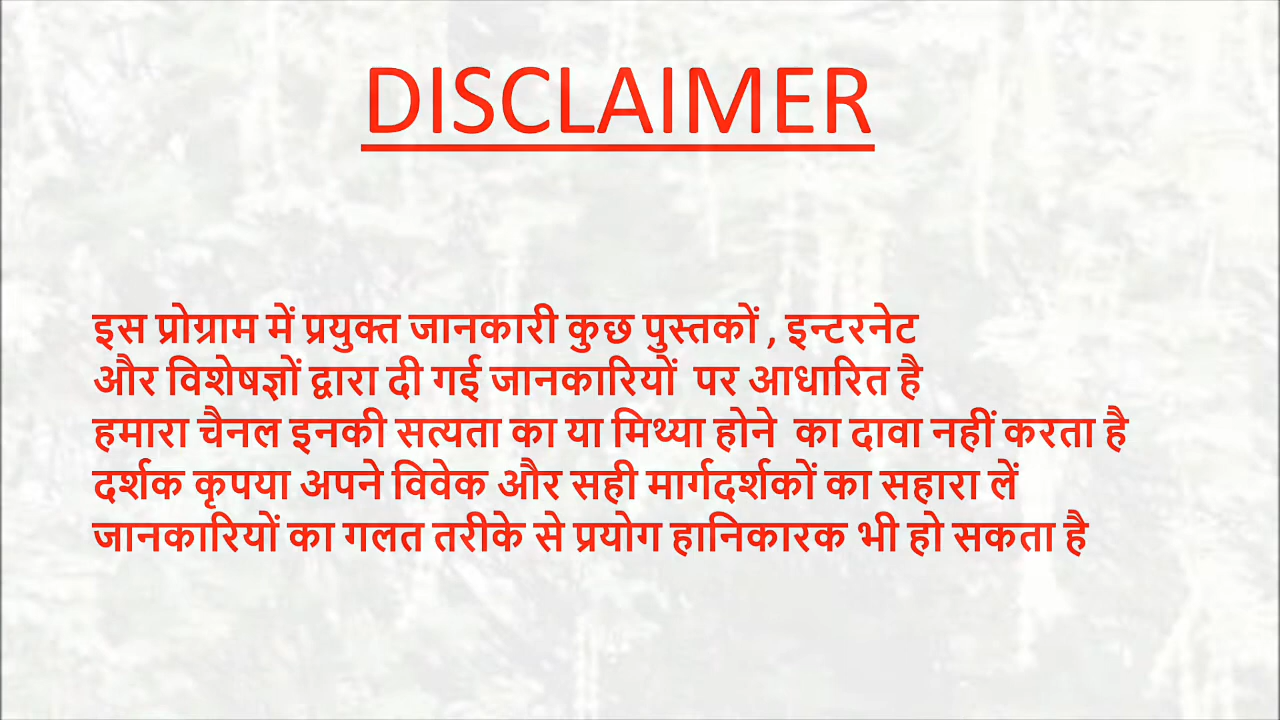 DISCLAIMER
इस प्रोग्राम में प्रयुक्त जानकारी कुछ पुस्तकों , इन्टरनेट
और विशेषज्ञों द्वारा दी गई जानकारियों पर आधारित है
हमारा चैनल इनकी सत्यता का या मिथ्या होने का दावा नहीं करता है
दर्शक कृपया अपने विवेक और सही मार्गदर्शकों का सहारा लें
जानकारियों का गलत तरीके से प्रयोग हानिकारक भी हो सकता है